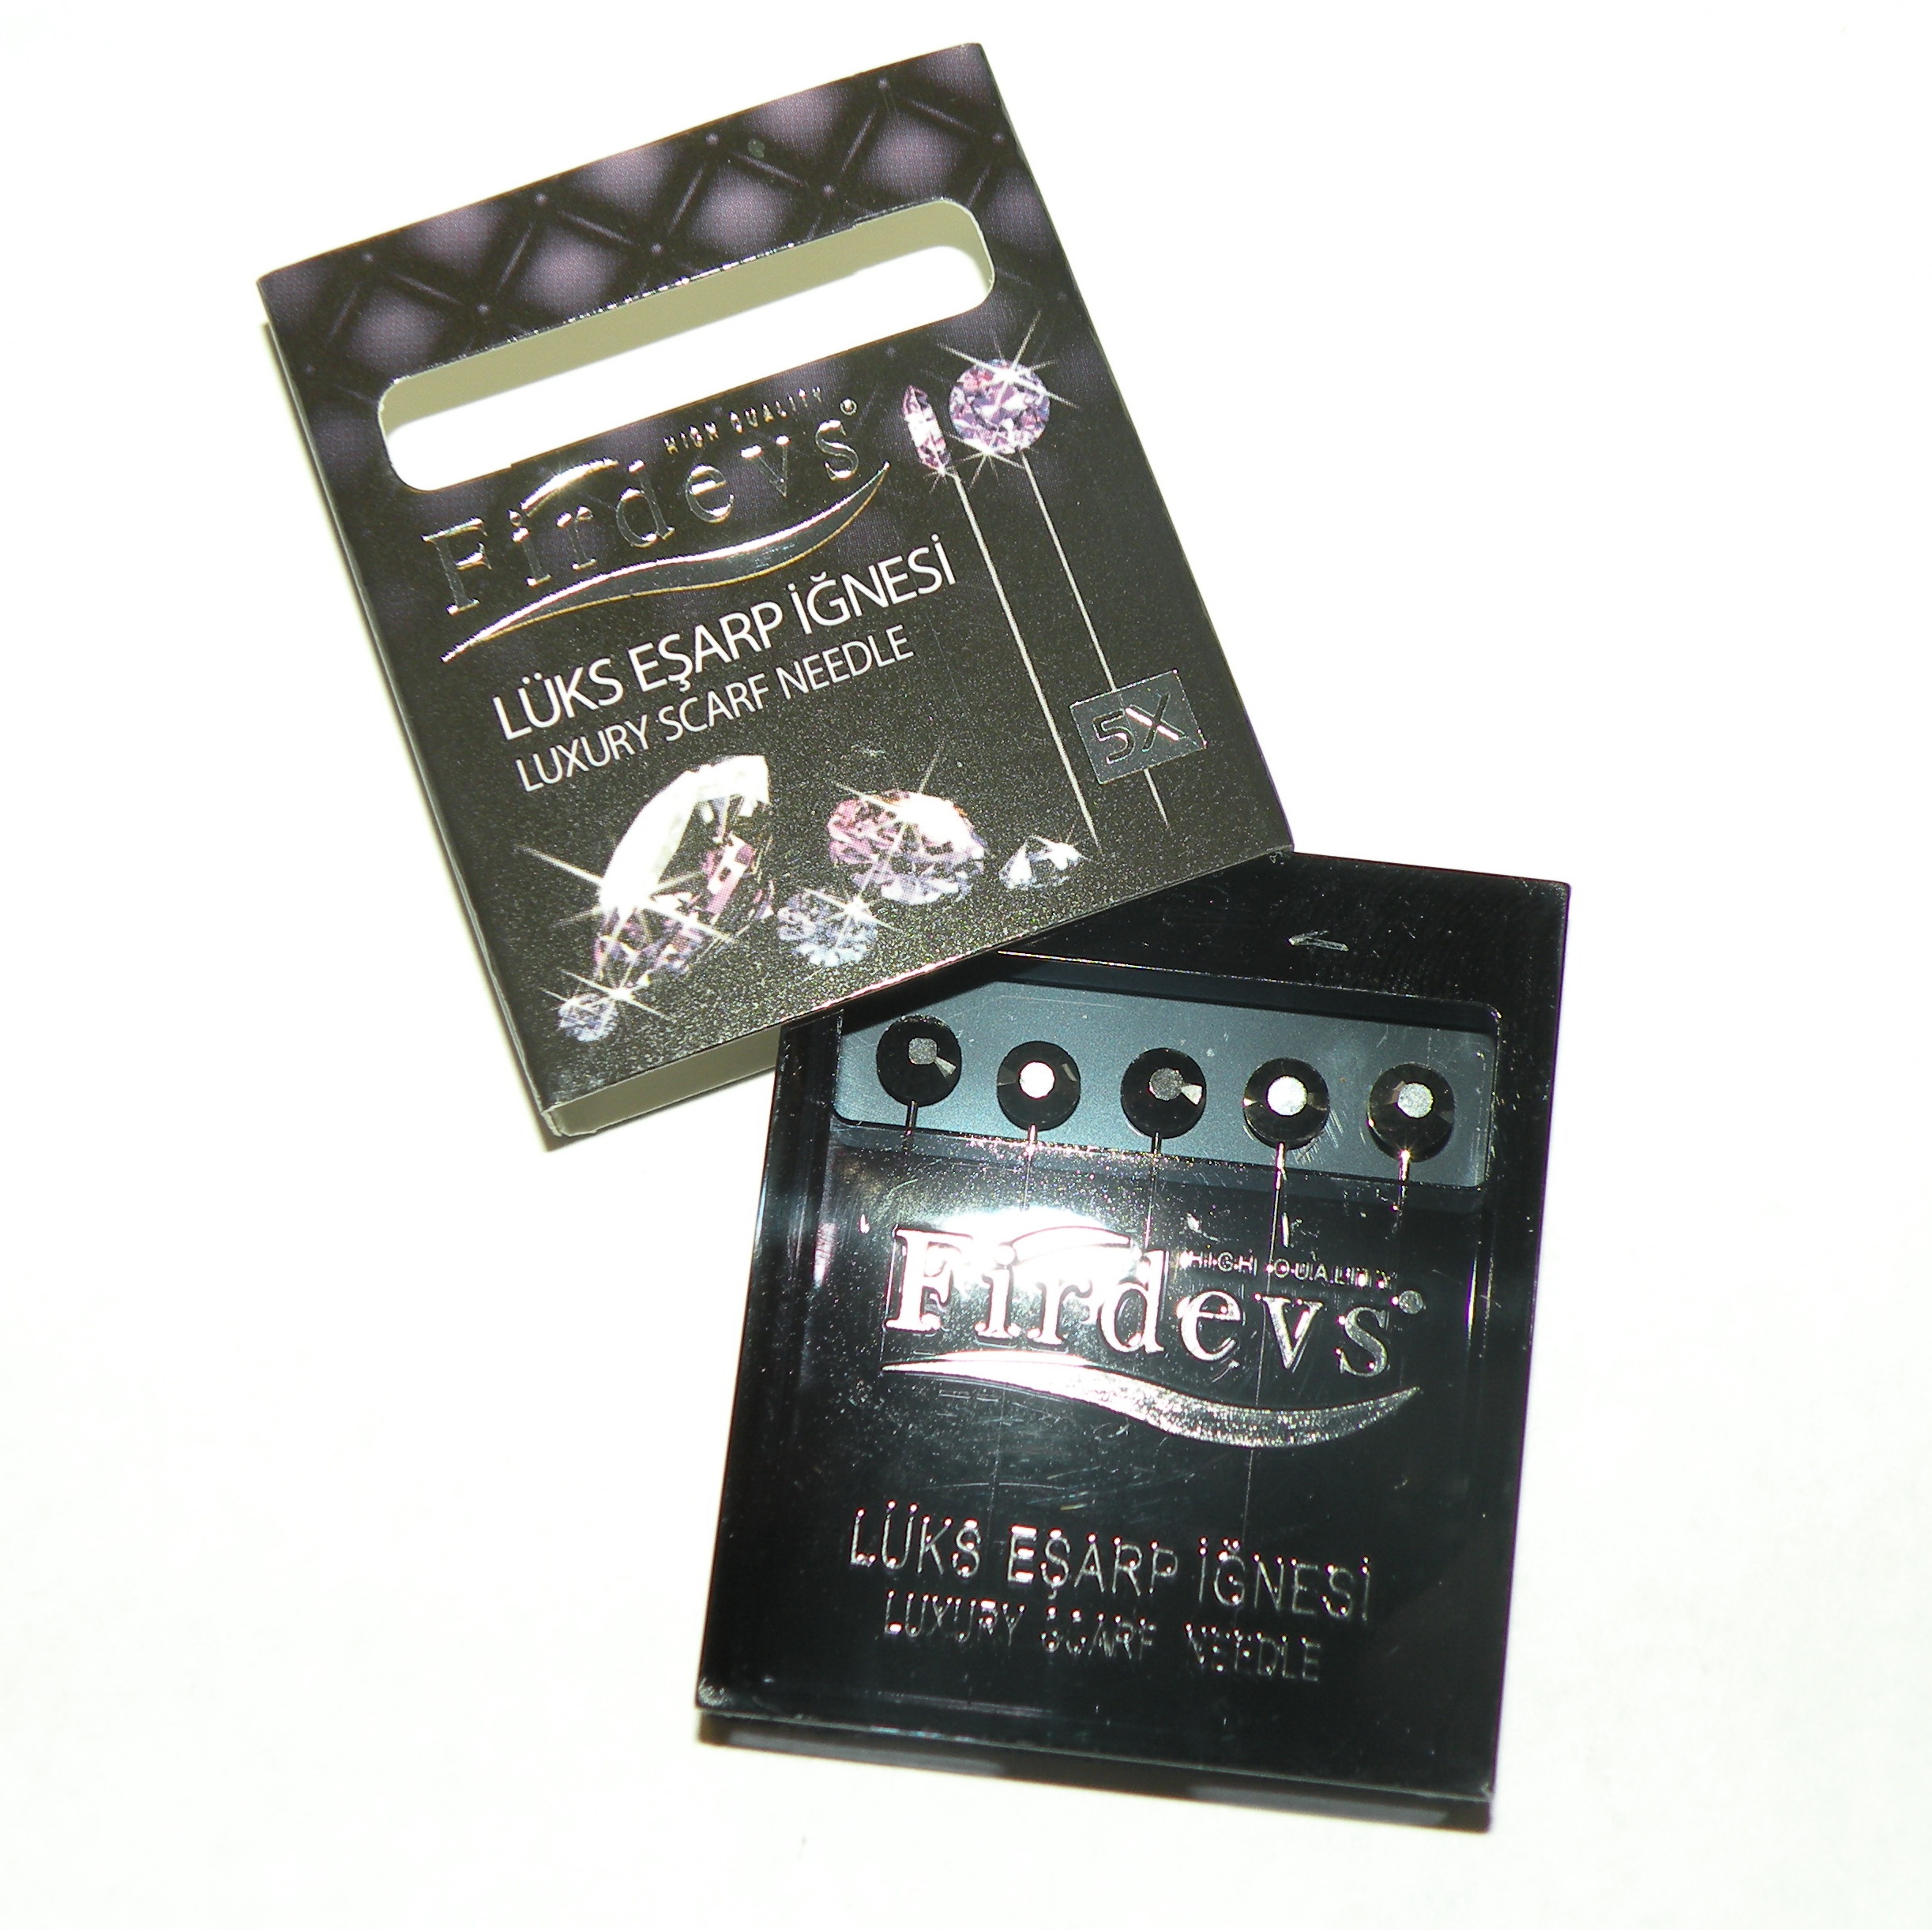 HIGH QUALITY
Firdevs®
LÜKS EŞARP İĞNESİ
LUXURY SCARF NEEDLE
5X
HIGH QUALITY
Firdevs
LÜKS EŞARP İĞNESİ
LUXURY SCARF NEEDLE